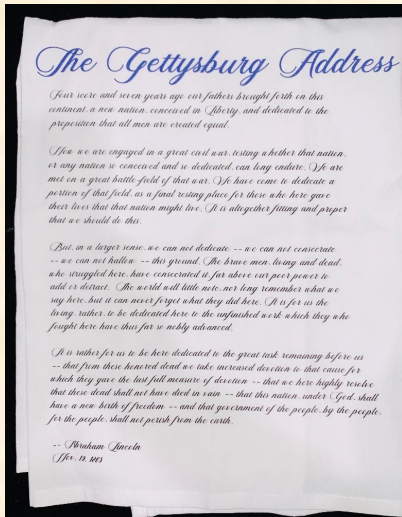 The Gettysburg Address
Four score and seven years ago our fathers brought forth on this
continent, a new nation, conceived in Liberty, and dedicated to the
proposition that all men are created equal.
Now we are engaged in a great civil war, testing whether that nation,
or any nation so conceived and so dedicated, can long endure. We are
met on a great battle-field of that war. We have come to dedicate a
portion of that field, as a final resting place for those who here gave
their lives that that nation might live. It is altogether fitting and proper
that we should do this.
But, in a larger sense, we can not dedicate -- we can not consecrate
-- we can not hallow -- this ground. The brave men, living and dead,
who struggled here, have consecrated it, far above our poor power to
add or detract. The world will little note, nor long remember what we
say here, but it can never forget what they did here. It is for us the
living, rather, to be dedicated here to the unfinished work which they who
fought here have thus far so nobly advanced.
It is rather for us to be here dedicated to the great task remaining before us
-- that from these honored dead we take increased devotion to that cause for
which they gave the last full measure of devotion -- that we here highly resolve
that these dead shall not have died in vain -- that this nation, under God, shall
have a new birth of freedom -- and that government of the people, by the people,
for the people, shall not perish from the earth.
-- Abraham Lincoln
Nov. 19, 1863